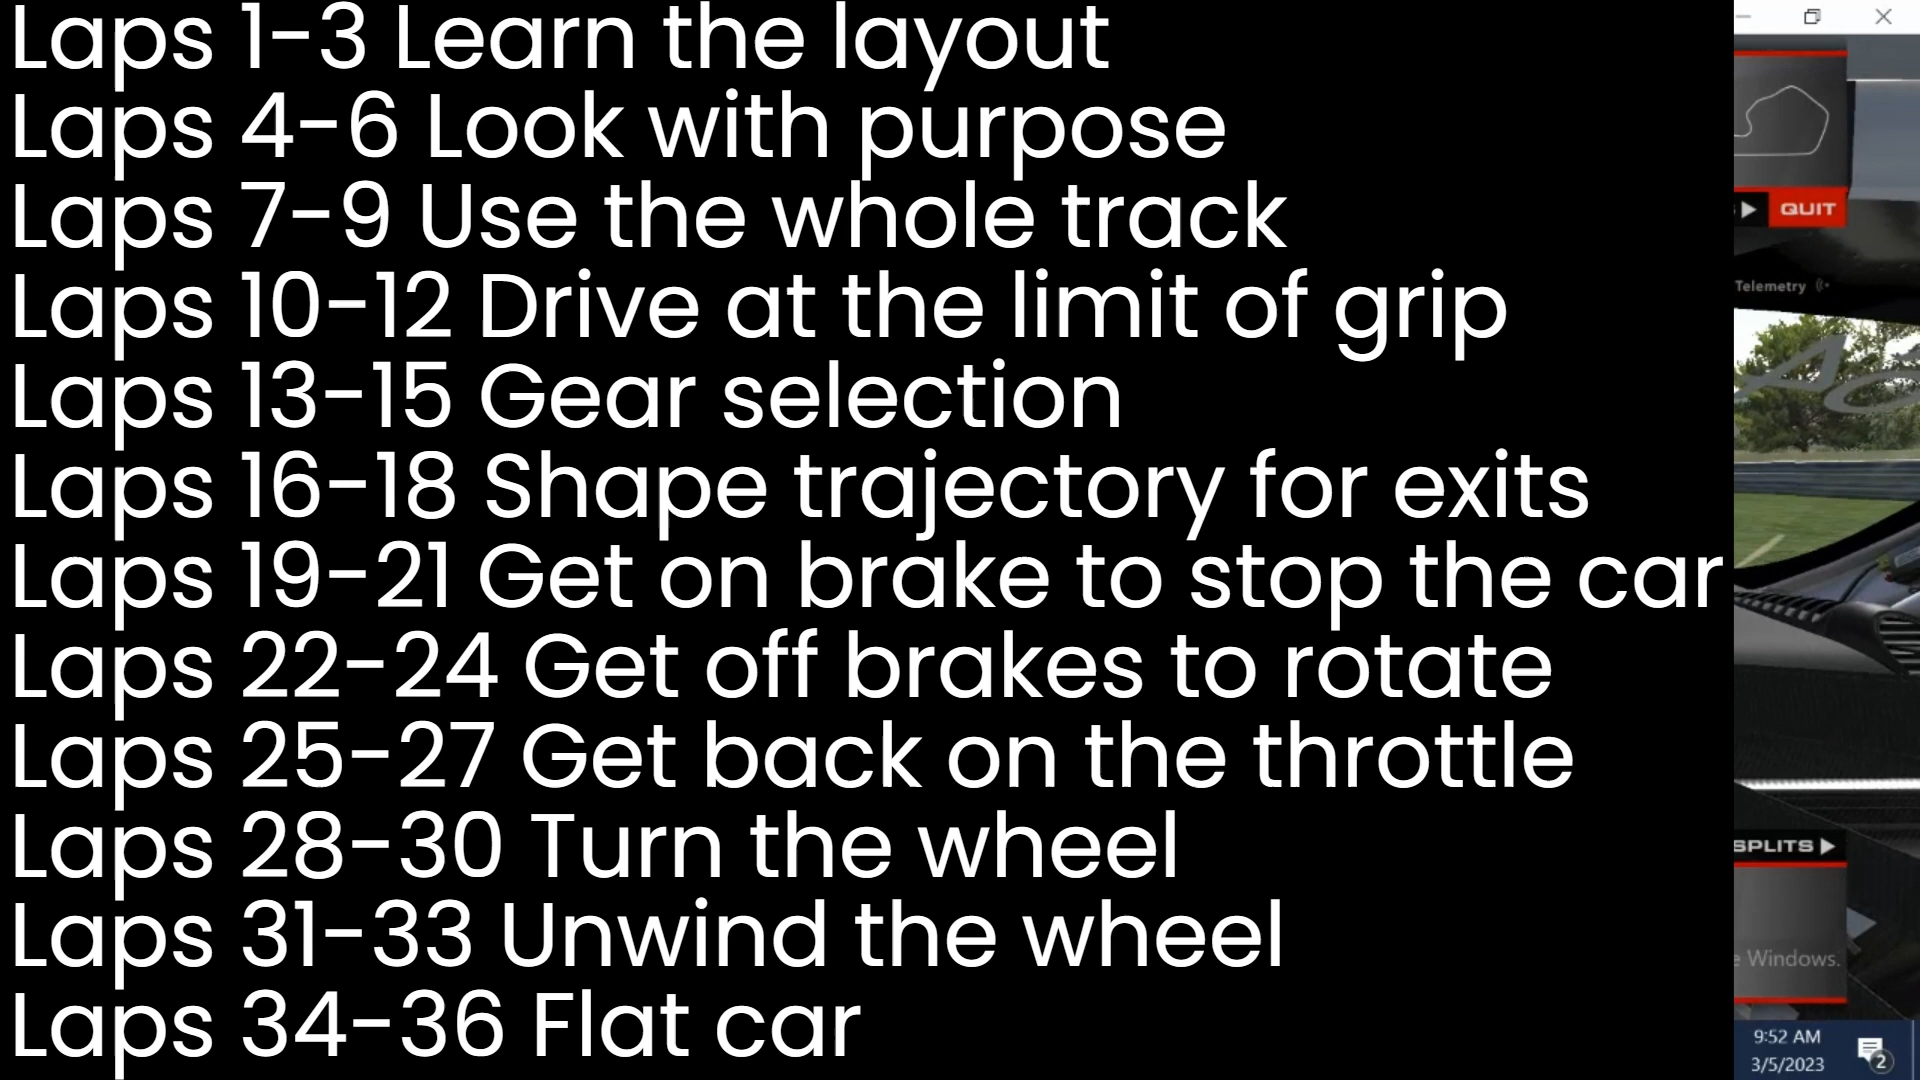 Laps 1-3 Learn the layout
Laps 4-6 Look with purpose
Laps 7-9 Use the whole track
Laps 10-12 Drive at the limit of grip
Laps 13-15 Gear selection
Laps 16-18 Shape trajectory for exits
Laps 19-21 Get on brake to stop the car
Laps 22-24 Get off brakes to rotate
Laps 25-27 Get back on the throttle
Laps 28-30 Turn the wheel
Laps 31-33 Unwind the wheel
Laps 34-36 Flat car
QUIT
Telemetry
SPLITS
Windows.
9:52 AM
3/5/2023
2